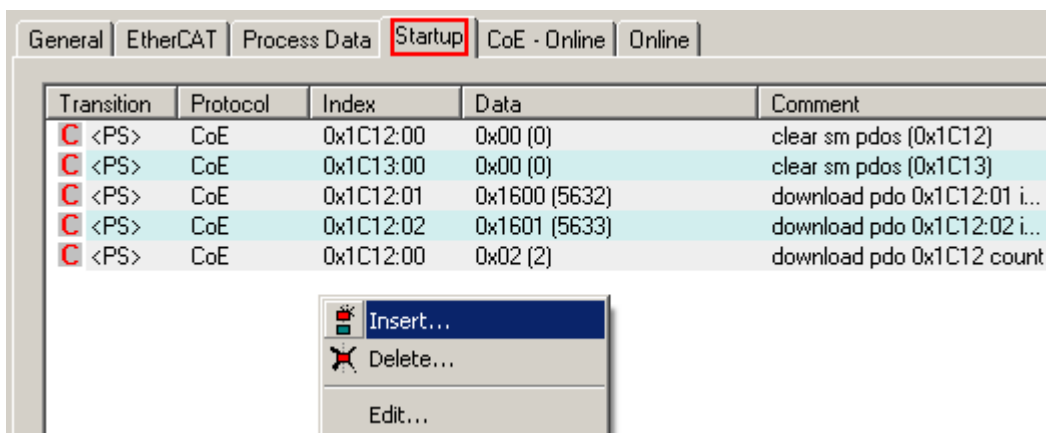 General EtherCAT Process Data Startup CoE - Online Online
Transition Protocol Index Data Comment
C <PS> CoE 0x1C12:00 0x00 (0) clear sm pdos (0x1C12)
C <PS> CoE 0x1C13:00 0x00 (0) clear sm pdos (0x1C13)
C <PS> CoE 0x1C12:01 0x1600 (5632) download pdo 0x1C12:01 i...
C <PS> CoE 0x1C12:02 0x1601 (5633) download pdo 0x1C12:02 i...
C <PS> CoE 0x1C12:00 0x02 (2) download pdo 0x1C12 count
Insert...
Delete...
Edit...